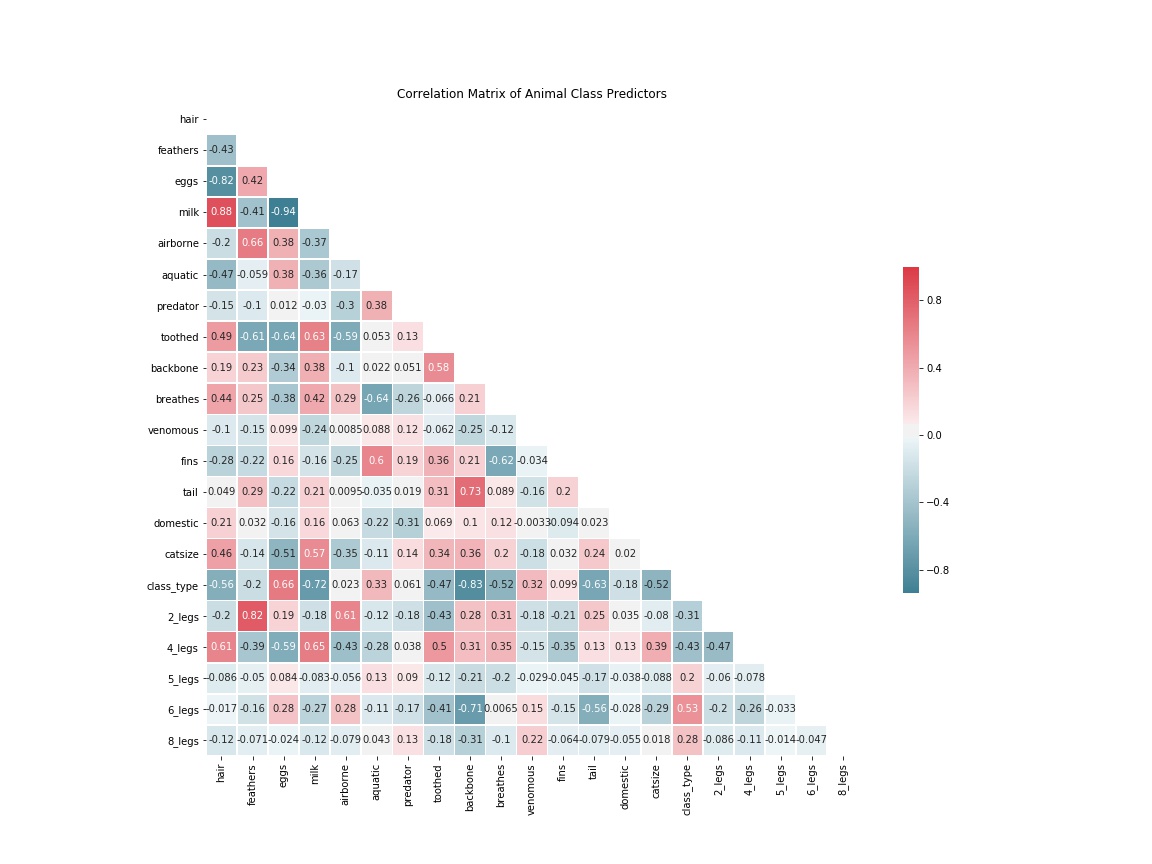 Correlation Matrix of Animal Class Predictors
hair
feathers -0.43
eggs -0.82 0.42
milk 0.88 -0.41 -0.94
airborne -0.2 0.66 0.38 -0.37
aquatic -0.47 -0.059 0.38 -0.36 -0.17
predator -0.15 -0.1 0.012 -0.03 -0.3 0.38
toothed 0.49 -0.61 -0.64 0.63 -0.59 0.053 0.13
backbone 0.19 0.23 -0.34 0.38 -0.1 0.022 0.051 0.58
breathes 0.44 0.25 -0.38 0.42 0.29 -0.64 -0.26 -0.066 0.21
venomous -0.1 -0.15 0.099 -0.24 0.0085 0.088 0.12 -0.062 -0.25 -0.12
fins -0.28 -0.22 0.16 -0.16 -0.25 0.6 0.19 0.36 0.21 -0.62 -0.034
tail 0.049 0.29 -0.22 0.21 0.0095 -0.035 0.019 0.31 0.73 0.089 -0.16 0.2
domestic 0.21 0.032 -0.16 0.16 0.063 -0.22 -0.31 0.069 0.1 0.12 -0.0033 -0.094 0.023
catsize 0.46 -0.14 -0.51 0.57 -0.35 -0.11 0.14 0.34 0.36 0.2 -0.18 0.032 0.24 0.02
class_type -0.56 -0.2 0.66 -0.72 0.023 0.33 0.061 -0.47 -0.83 -0.52 0.32 0.099 -0.63 -0.18 -0.52
2_legs -0.2 0.82 0.19 -0.18 0.61 -0.12 -0.18 -0.43 0.28 0.31 -0.18 -0.21 0.25 0.035 -0.08 -0.31
4_legs 0.61 -0.39 -0.59 0.65 -0.43 -0.28 0.038 0.5 0.31 0.35 -0.15 -0.35 0.13 0.13 0.39 -0.43 -0.47
5_legs -0.086 -0.05 0.084 -0.083 -0.056 0.13 0.09 -0.12 -0.21 -0.2 -0.029 -0.045 -0.17 -0.038 -0.088 0.2 -0.06 -0.078
6_legs -0.017 -0.16 0.28 -0.27 0.28 -0.11 -0.17 -0.41 -0.71 0.0065 0.15 -0.15 -0.56 -0.028 -0.29 0.53 -0.2 -0.26 -0.033
8_legs -0.12 -0.071 -0.024 -0.12 -0.079 0.043 0.13 -0.18 -0.31 -0.1 0.22 -0.064 -0.079 -0.055 0.018 0.28 -0.086 -0.11 -0.014 -0.047
hair feathers eggs milk airborne aquatic predator toothed backbone breathes venomous fins tail domestic catsize class_type 2_legs 4_legs 5_legs 6_legs 8_legs
0.8
0.4
0.0
-0.4
-0.8